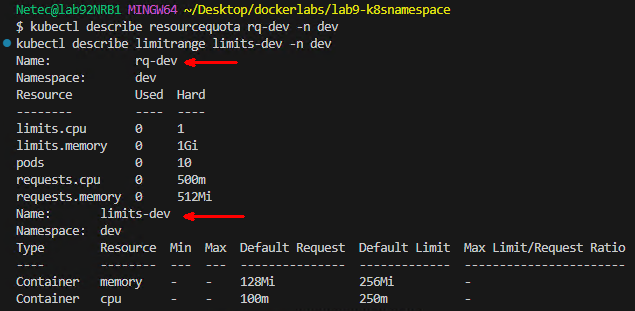 Netec@lab92NRB1 MINGW64 ~/Desktop/dockerlabs/lab9-k8snamespace
$ kubectl describe resourcequota rq-dev -n dev
kubectl describe limitrange limits-dev -n dev
Name:            rq-dev
Namespace:       dev
Resource         Used  Hard
--------         ----  ----
limits.cpu       0     1
limits.memory    0     1Gi
pods             0     10
requests.cpu     0     500m
requests.memory  0     512Mi
Name:       limits-dev
Namespace:  dev
Type        Resource  Min  Max  Default Request  Default Limit  Max Limit/Request Ratio
----        --------  ---  ---  ---------------  -------------  -----------------------
Container   memory    -    -    128Mi            256Mi          -
Container   cpu       -    -    100m             250m           -